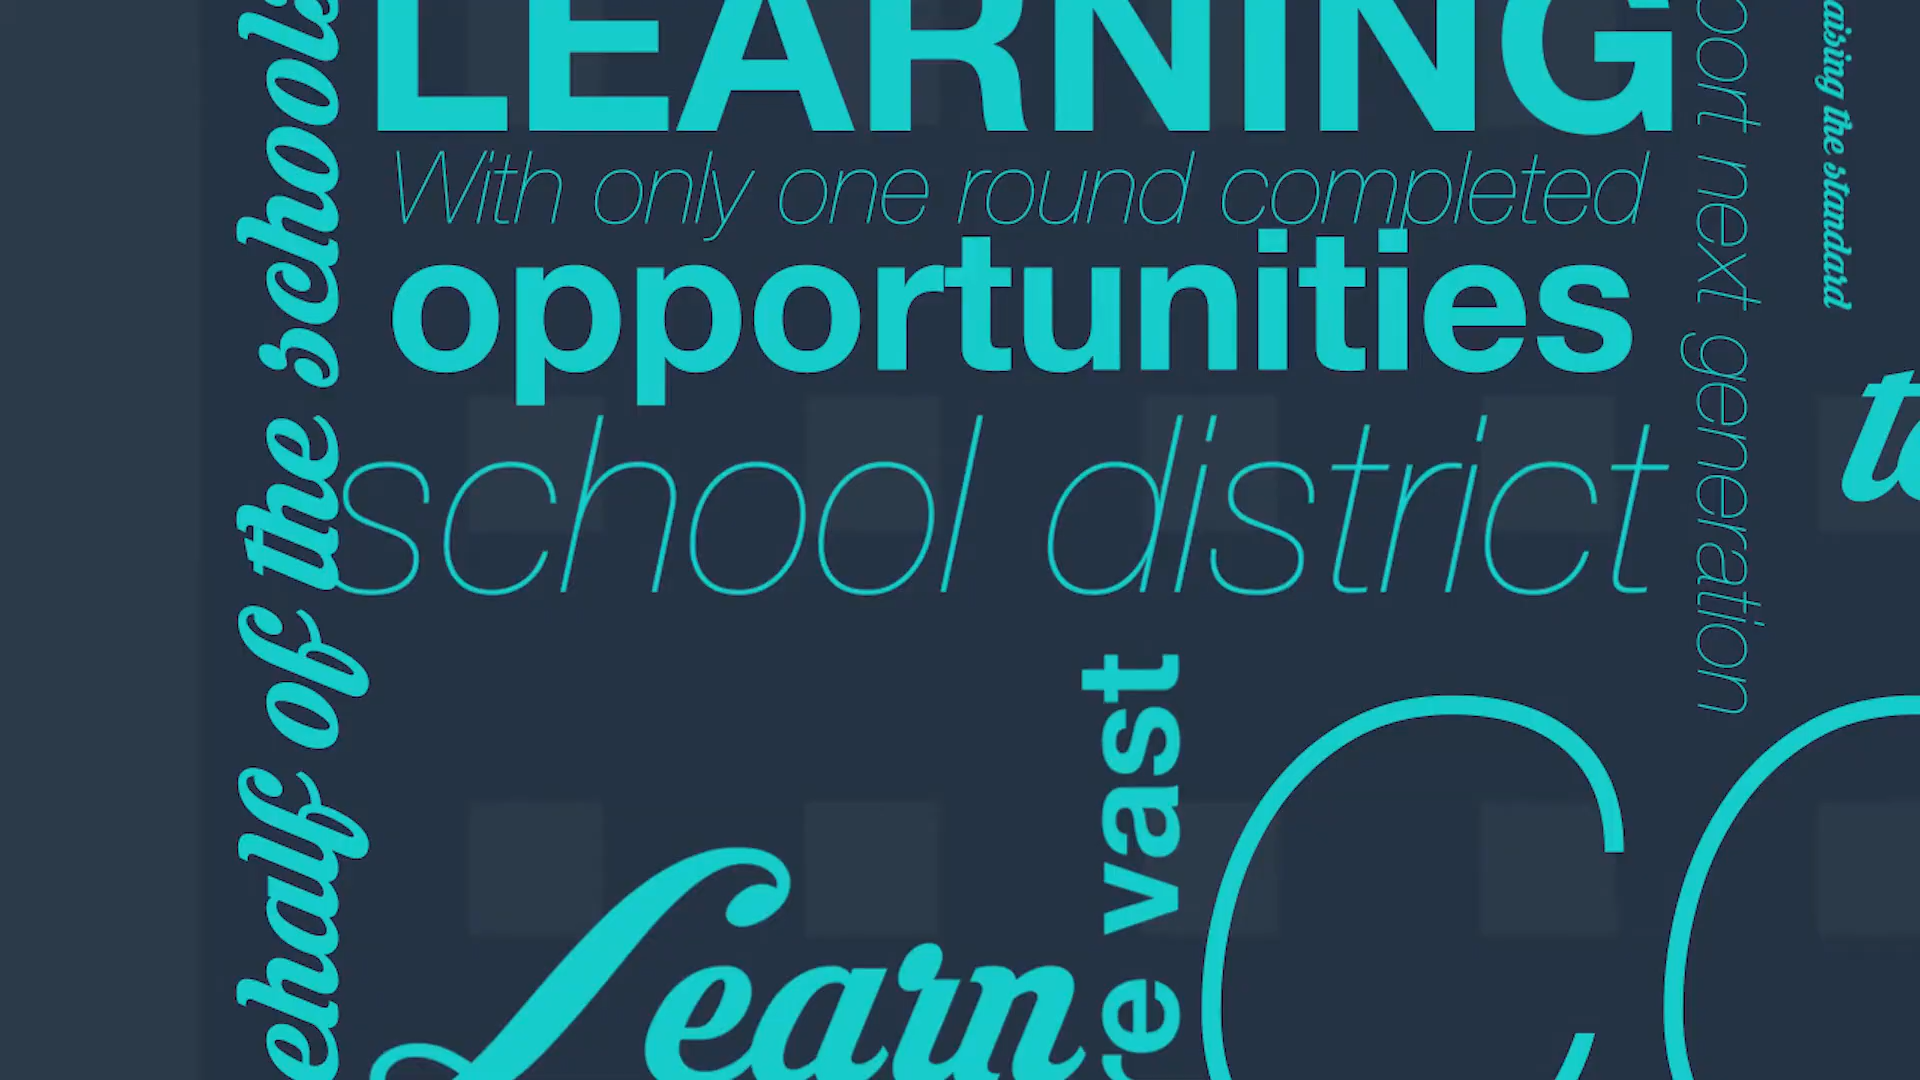 LEARNING
With only one round completed
opportunities
school district
of the schools
port next generation
raising the standard
vast
Learn